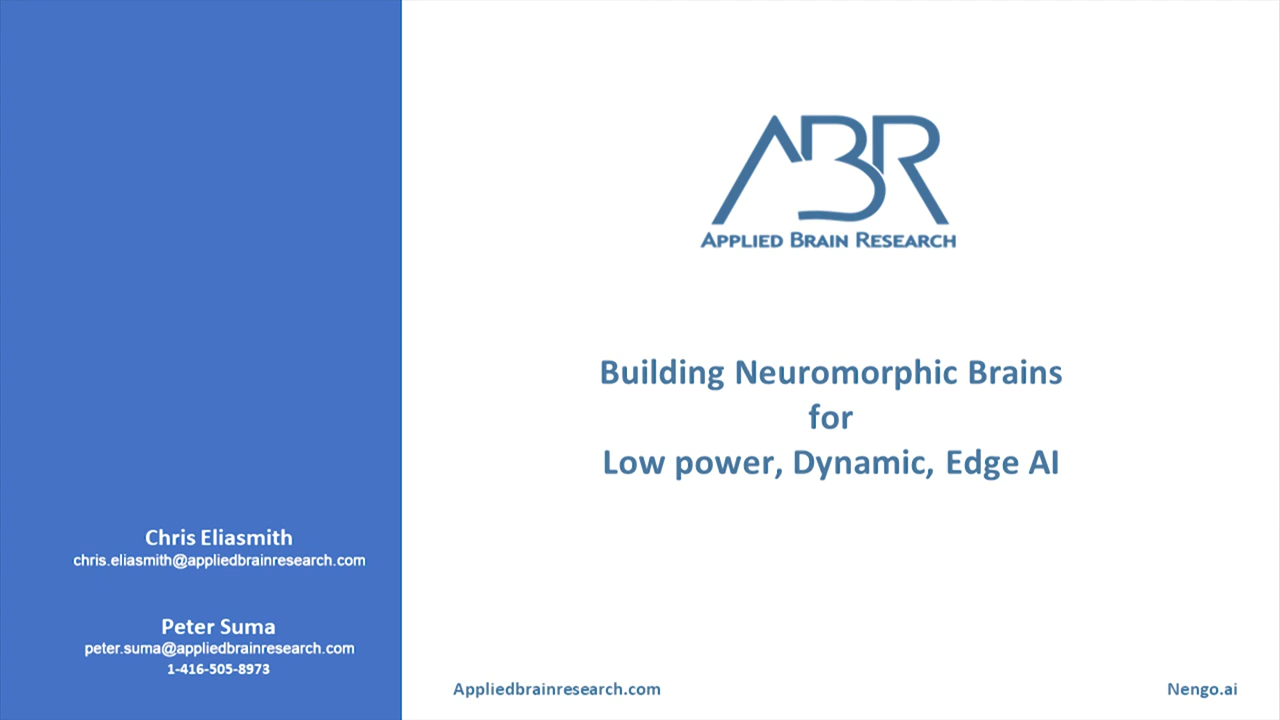 ABR
APPLIED BRAIN RESEARCH
Building Neuromorphic Brains
for
Low power, Dynamic, Edge AI
Chris Eliasmith
chris.eliasmith@appliedbrainresearch.com
Peter Suma
peter.suma@appliedbrainresearch.com
1-416-505-8973
Appliedbrainresearch.com
Nengo.ai